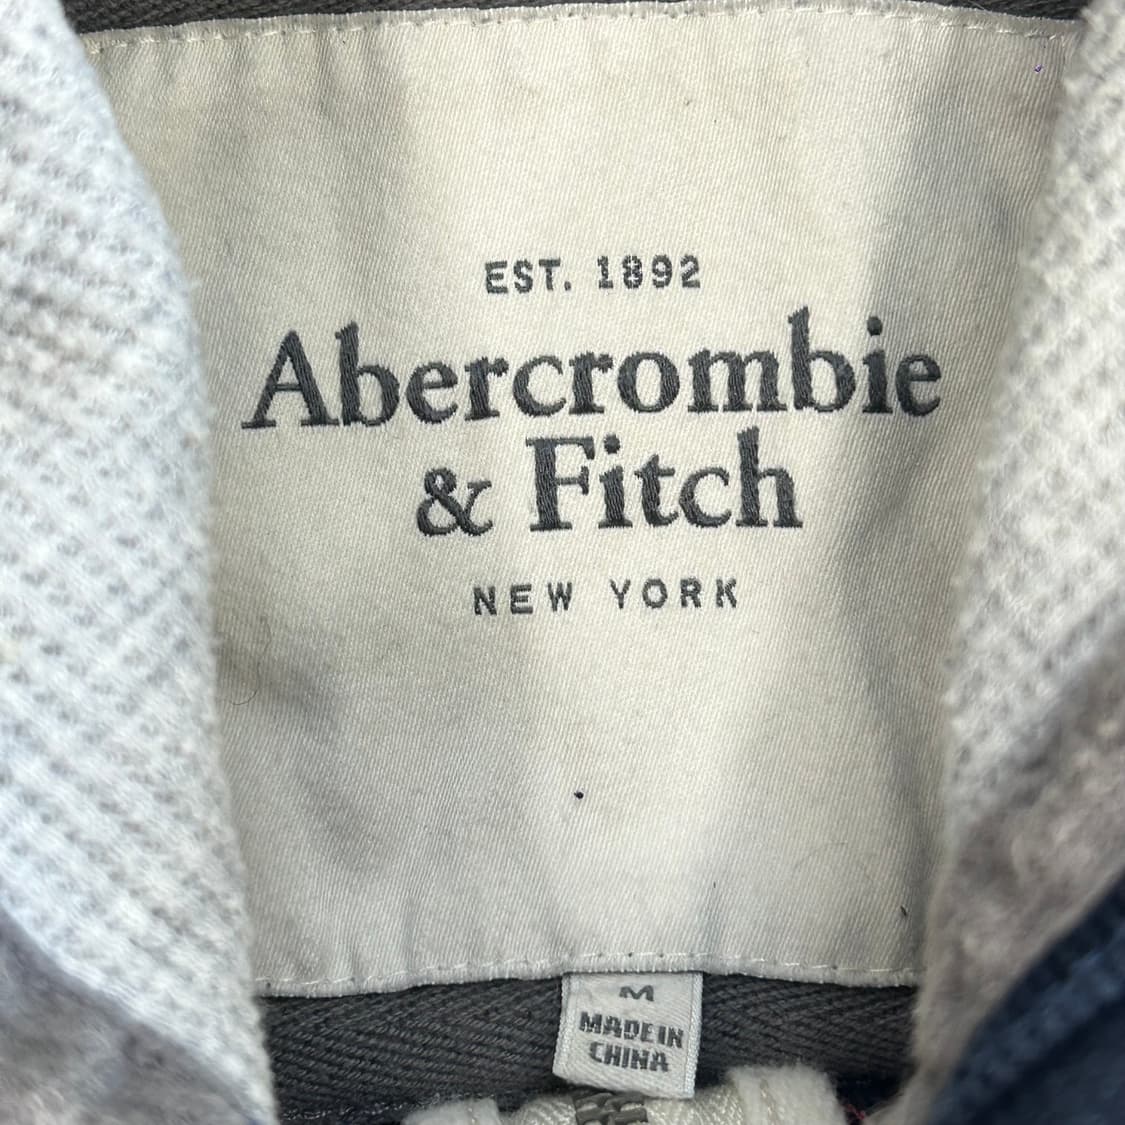 EST. 1892
Abercrombie
& Fitch
NEW YORK
M
MADE IN
CHINA